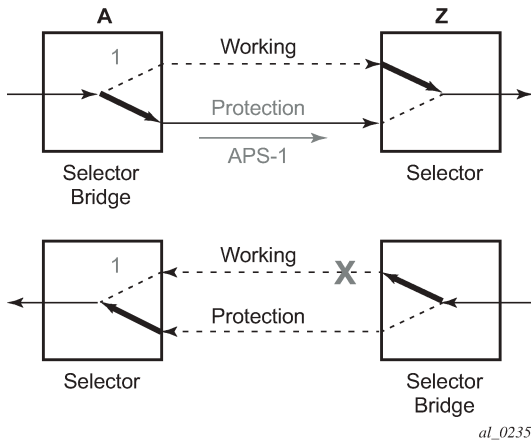 A
Z
1
Working
Protection
APS-1
Selector
Bridge
Selector
1
Working
X
Protection
Selector
Selector
Bridge
al_0235